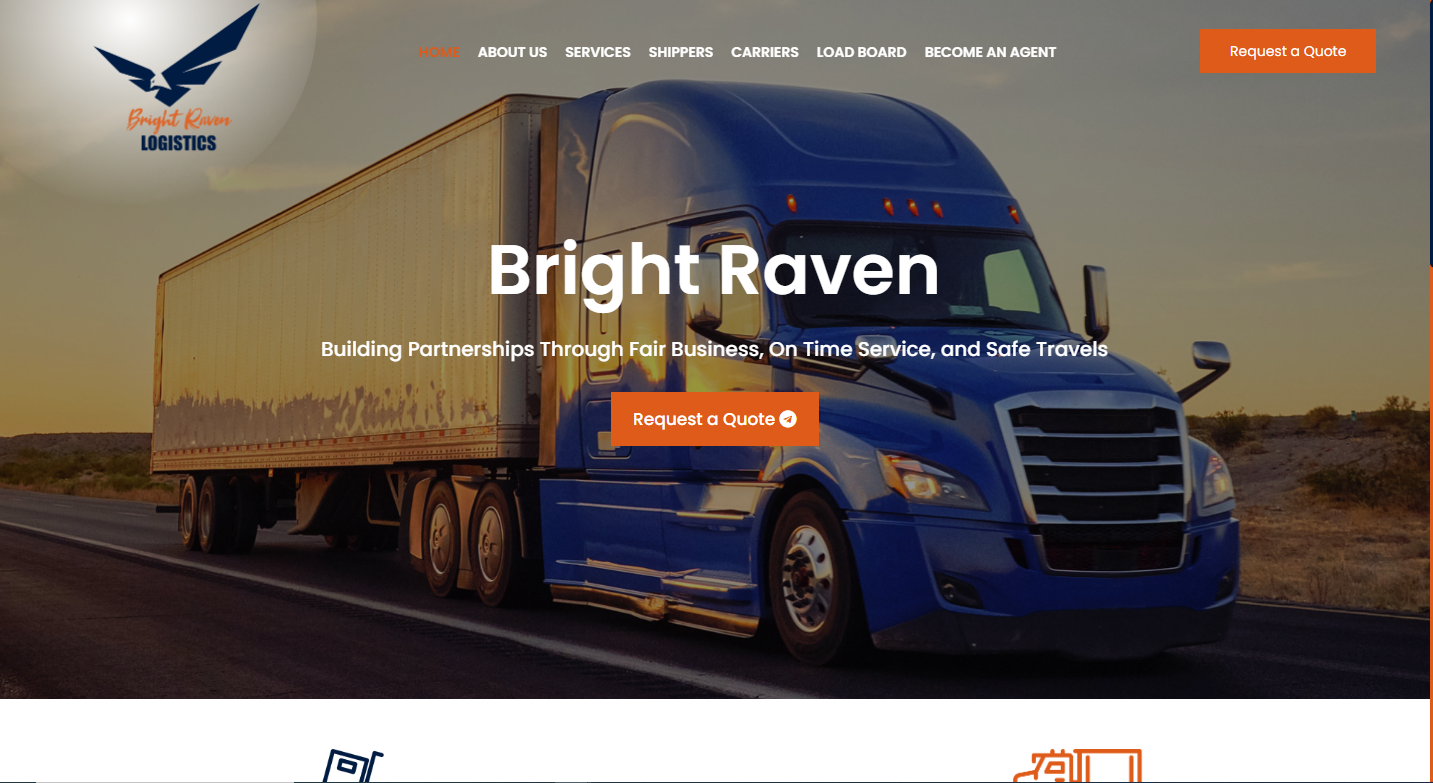 Bright Raven
LOGISTICS
HOME ABOUT US SERVICES SHIPPERS CARRIERS LOAD BOARD BECOME AN AGENT
Request a Quote
Bright Raven
Building Partnerships Through Fair Business, On Time Service, and Safe Travels
Request a Quote